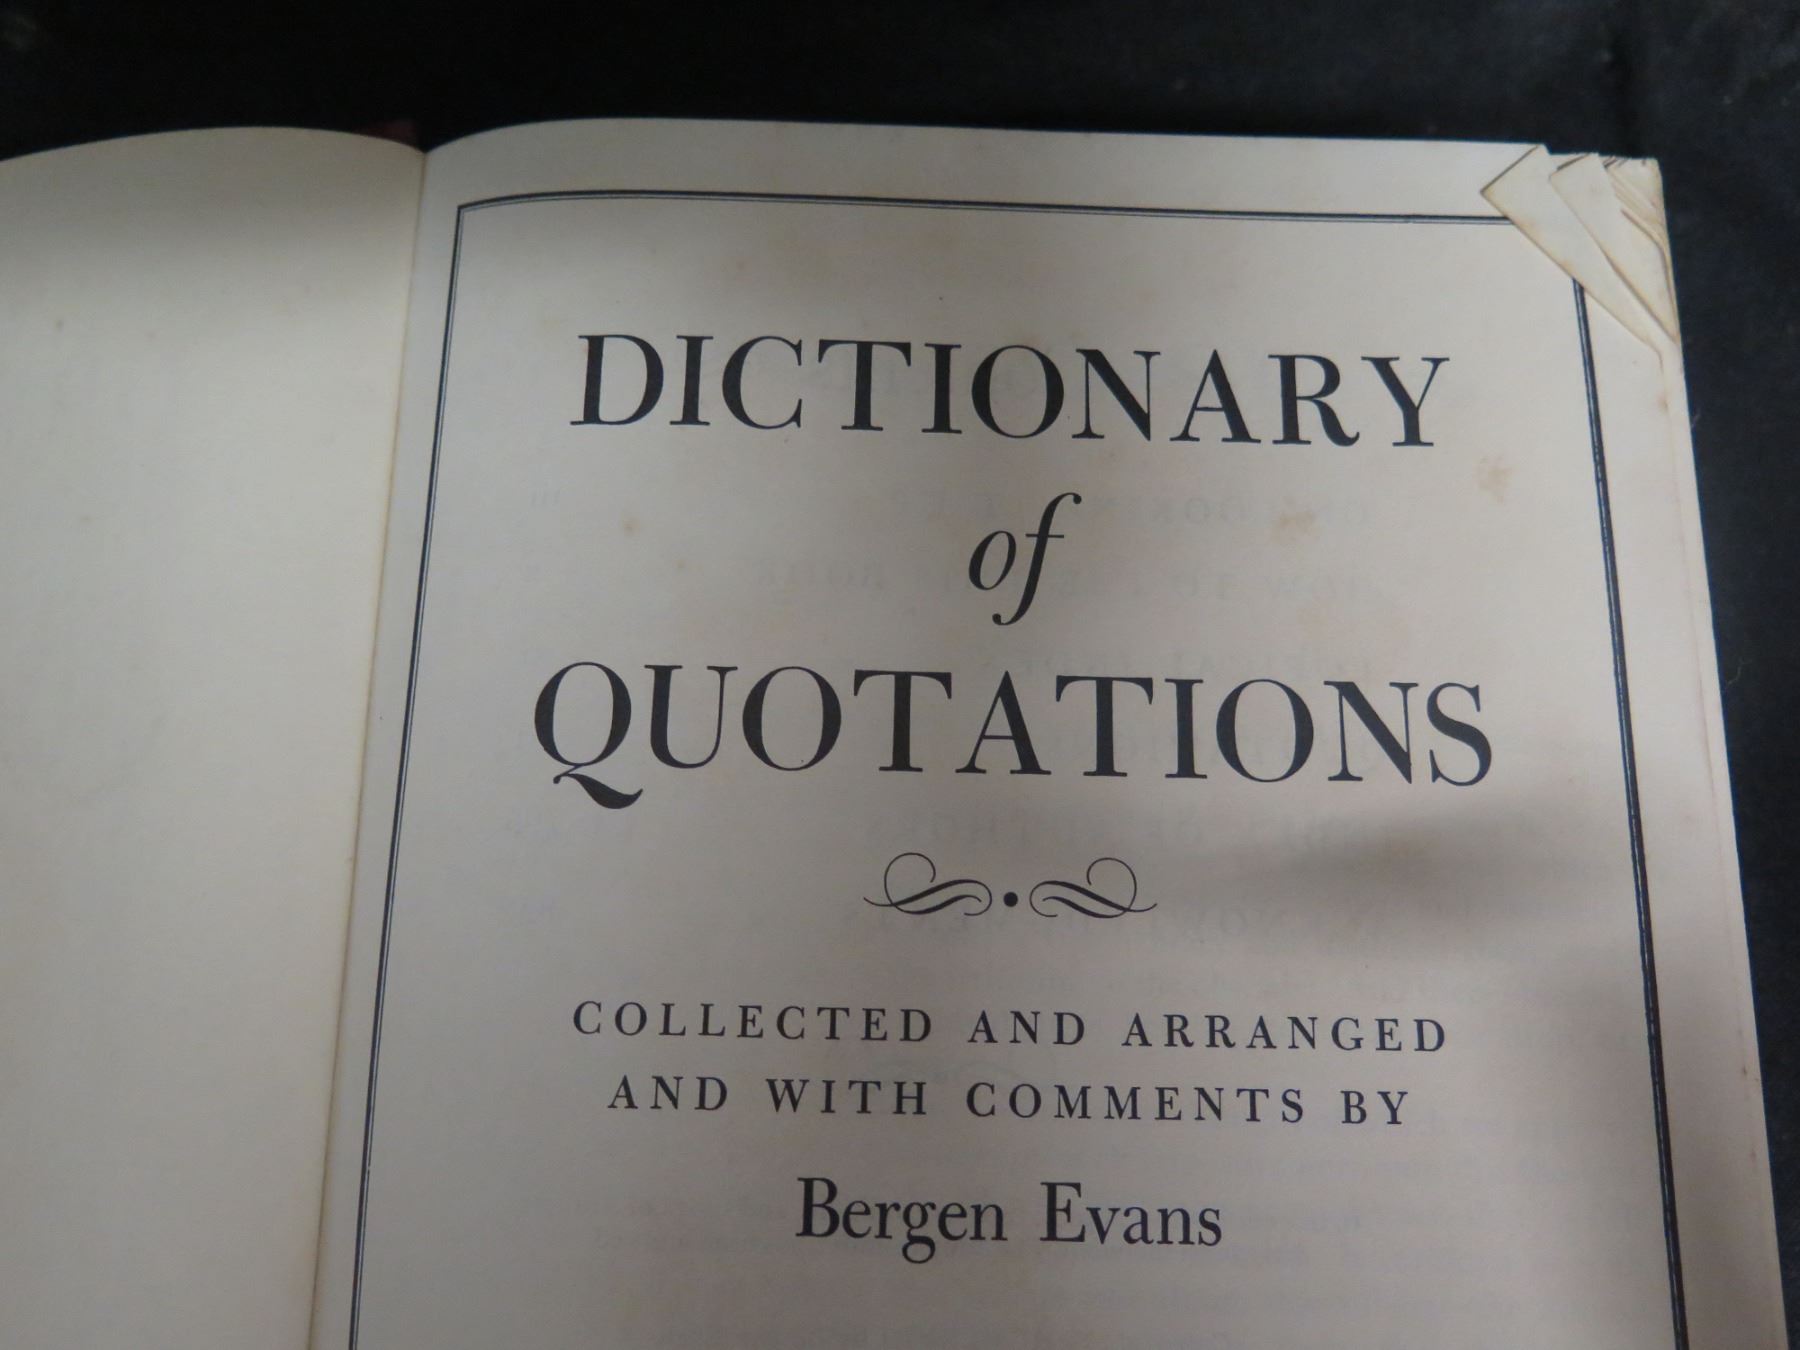 DICTIONARY
of
QUOTATIONS
COLLECTED AND ARRANGED
AND WITH COMMENTS BY
Bergen Evans